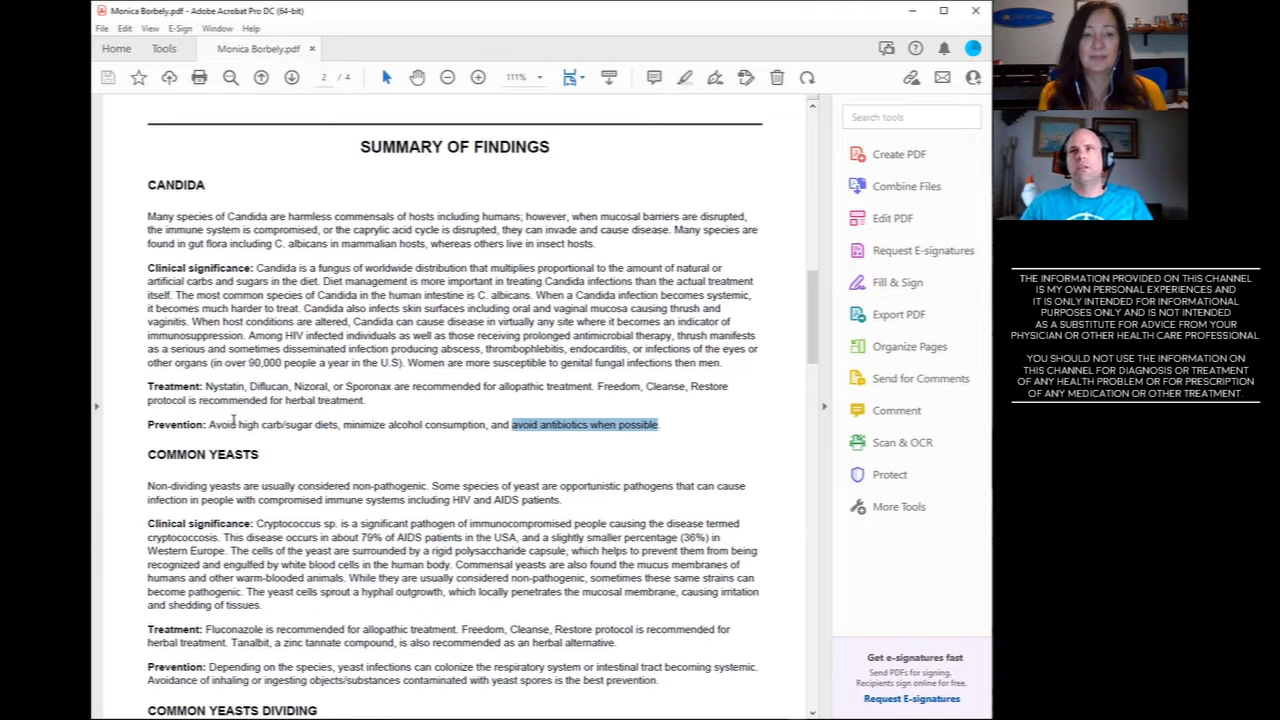 Monica Borbely.pdf - Adobe Acrobat Pro DC (64-bit)
File Edit View E-Sign Window Help
Home Tools Monica Borbely.pdf ×
2 / 4 111%
SUMMARY OF FINDINGS
CANDIDA
Many species of Candida are harmless commensals of hosts including humans; however, when mucosal barriers are disrupted,
the immune system is compromised, or the caprylic acid cycle is disrupted, they can invade and cause disease. Many species are
found in gut flora including C. albicans in mammalian hosts, whereas others live in insect hosts.
Clinical significance: Candida is a fungus of worldwide distribution that multiplies proportional to the amount of natural or
artificial carbs and sugars in the diet. Diet management is more important in treating Candida infections than the actual treatment
itself. The most common species of Candida in the human intestine is C. albicans. When a Candida infection becomes systemic,
it becomes much harder to treat. Candida also infects skin surfaces including oral and vaginal mucosa causing thrush and
vaginitis. When host conditions are altered, Candida can cause disease in virtually any site where it becomes an indicator of
immunosuppression. Among HIV infected individuals as well as those receiving prolonged antimicrobial therapy, thrush manifests
as a serious and sometimes disseminated infection producing abscess, thrombophlebitis, endocarditis, or infections of the eyes or
other organs (in over 90,000 people a year in the U.S). Women are more susceptible to genital fungal infections then men.
Treatment: Nystatin, Diflucan, Nizoral, or Sporonax are recommended for allopathic treatment. Freedom, Cleanse, Restore
protocol is recommended for herbal treatment.
Prevention: Avoid high carb/sugar diets, minimize alcohol consumption, and avoid antibiotics when possible.
COMMON YEASTS
Non-dividing yeasts are usually considered non-pathogenic. Some species of yeast are opportunistic pathogens that can cause
infection in people with compromised immune systems including HIV and AIDS patients.
Clinical significance: Cryptococcus sp. is a significant pathogen of immunocompromised people causing the disease termed
cryptococcosis. This disease occurs in about 79% of AIDS patients in the USA, and a slightly smaller percentage (36%) in
Western Europe. The cells of the yeast are surrounded by a rigid polysaccharide capsule, which helps to prevent them from being
recognized and engulfed by white blood cells in the human body. Commensal yeasts are also found the mucus membranes of
humans and other warm-blooded animals. While they are usually considered non-pathogenic, sometimes these same strains can
become pathogenic. The yeast cells sprout a hyphal outgrowth, which locally penetrates the mucosal membrane, causing irritation
and shedding of tissues.
Treatment: Fluconazole is recommended for allopathic treatment. Freedom, Cleanse, Restore protocol is recommended for
herbal treatment. Tanalbit, a zinc tannate compound, is also recommended as an herbal alternative.
Prevention: Depending on the species, yeast infections can colonize the respiratory system or intestinal tract becoming systemic.
Avoidance of inhaling or ingesting objects/substances contaminated with yeast spores is the best prevention.
COMMON YEASTS DIVIDING
Search tools
Create PDF
Combine Files
Edit PDF
Request E-signatures
Fill & Sign
Export PDF
Organize Pages
Send for Comments
Comment
Scan & OCR
Protect
More Tools
Get e-signatures fast
Send PDFs for signing.
Recipients sign online for free.
Request E-signatures
THE INFORMATION PROVIDED ON THIS CHANNEL
IS MY OWN PERSONAL EXPERIENCES AND
IT IS ONLY INTENDED FOR INFORMATIONAL
PURPOSES ONLY AND IS NOT INTENDED
AS A SUBSTITUTE FOR ADVICE FROM YOUR
PHYSICIAN OR OTHER HEALTH CARE PROFESSIONAL.
YOU SHOULD NOT USE THE INFORMATION ON
THIS CHANNEL FOR DIAGNOSIS OR TREATMENT
OF ANY HEALTH PROBLEM OR FOR PRESCRIPTION
OF ANY MEDICATION OR OTHER TREATMENT.